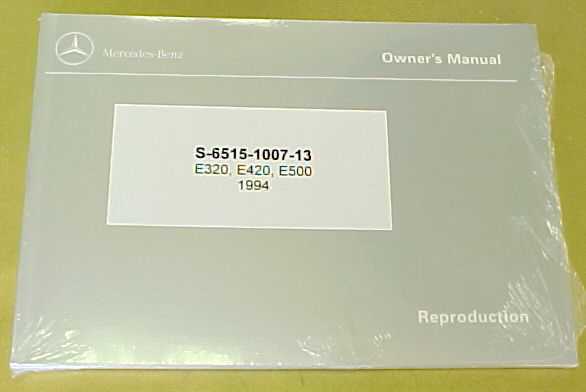 Mercedes-Benz
Owner's Manual
S-6515-1007-13
E320, E420, E500
1994
Reproduction